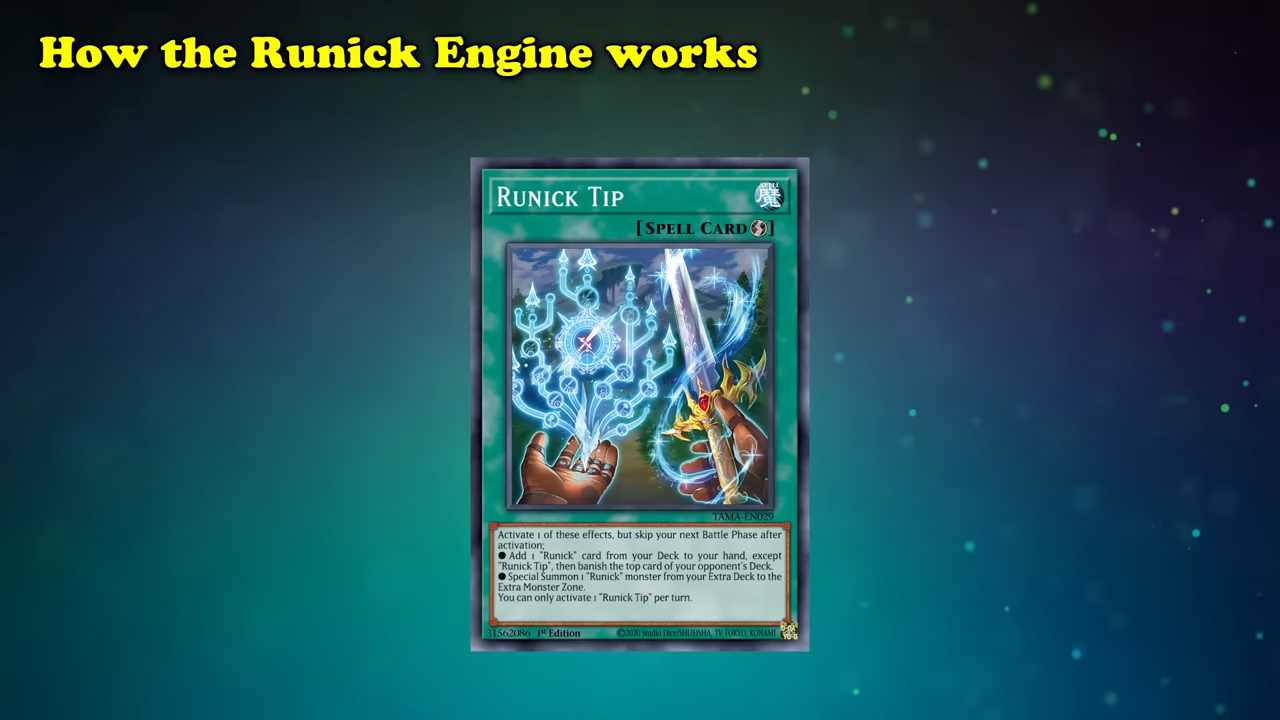 How the Runick Engine works
RUNICK TIP
SPELL
魔
[SPELL CARD]
TAMA-EN029
Activate 1 of these effects, but skip your next Battle Phase after
activation;
● Add 1 "Runick" card from your Deck to your hand, except
"Runick Tip", then banish the top card of your opponent's Deck.
● Special Summon 1 "Runick" monster from your Extra Deck to the
Extra Monster Zone.
You can only activate 1 "Runick Tip" per turn.
31562086 1st Edition ©2020 Studio Dice/SHUEISHA, TV TOKYO, KONAMI